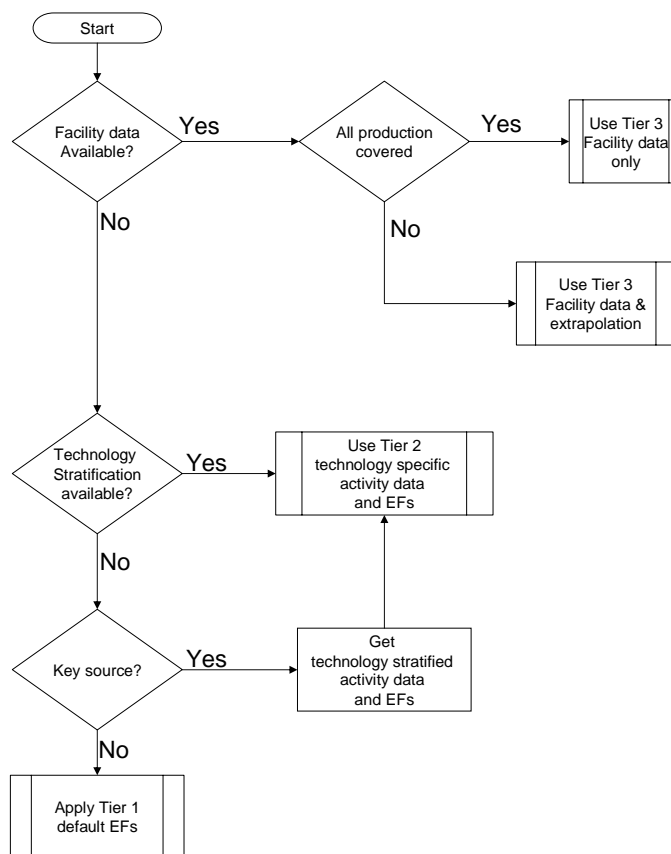 Start
Facility data
Available?
Yes
All production
covered
Yes
Use Tier 3
Facility data
only
No
No
Use Tier 3
Facility data &
extrapolation
Technology
Stratification
available?
Yes
Use Tier 2
technology specific
activity data
and EFs
No
Key source?
Yes
Get
technology stratified
activity data
and EFs
No
Apply Tier 1
default EFs